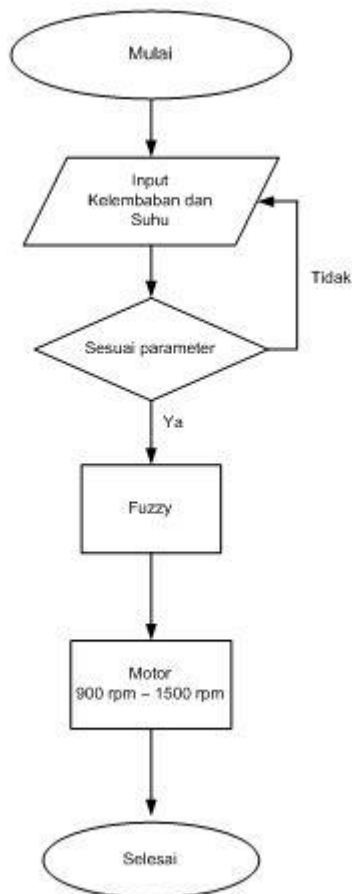 Mulai
Input
Kelembaban dan
Suhu
Tidak
Sesuai parameter
Ya
Fuzzy
Motor
900 rpm – 1500 rpm
Selesai